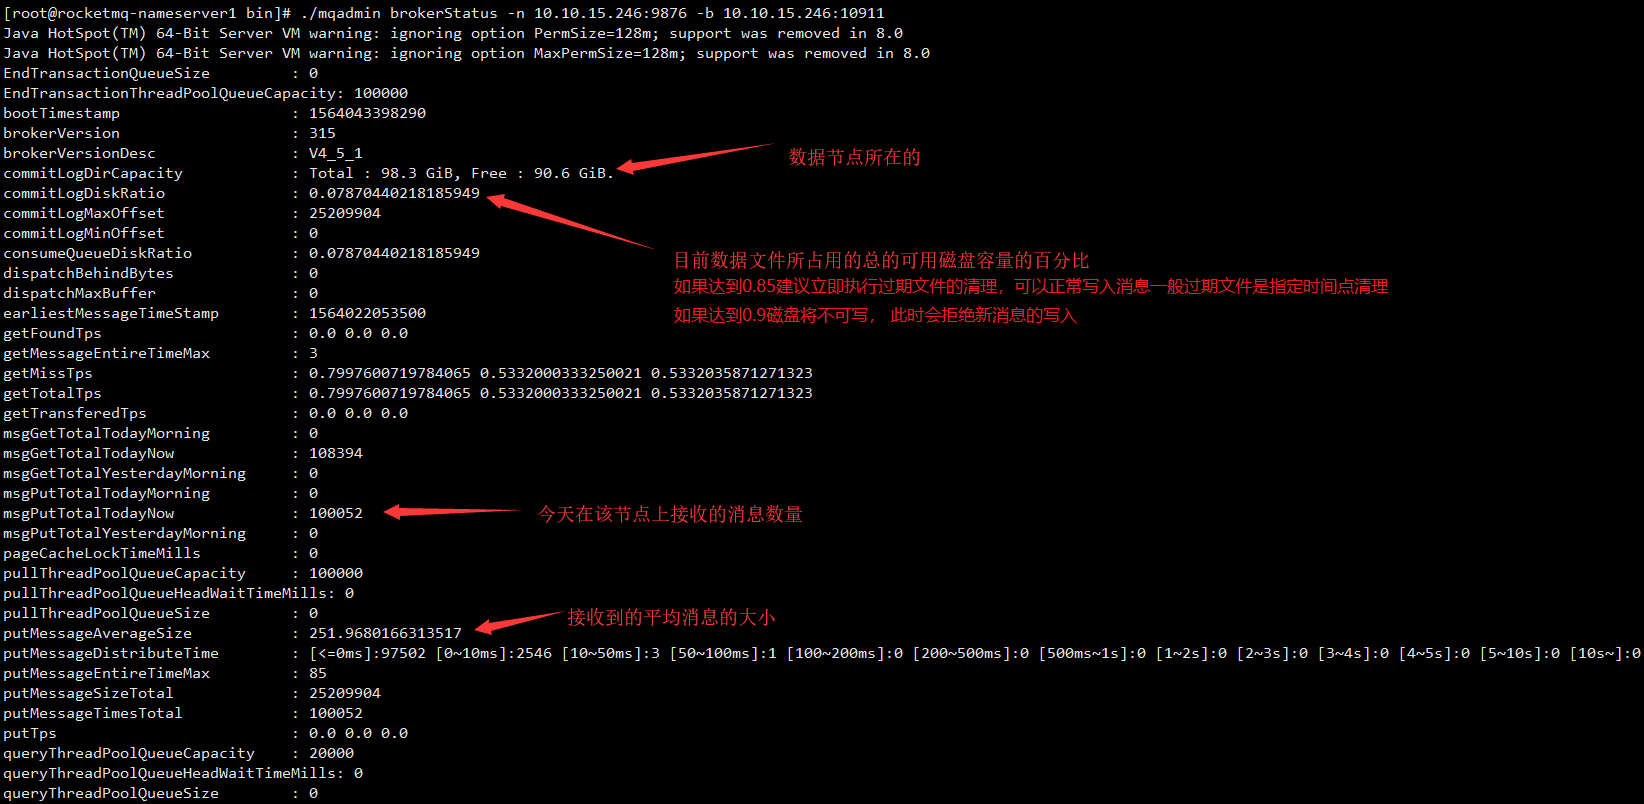 [root@rocketmq-nameserver1 bin]# ./mqadmin brokerStatus -n 10.10.15.246:9876 -b 10.10.15.246:10911
Java HotSpot(TM) 64-Bit Server VM warning: ignoring option PermSize=128m; support was removed in 8.0
Java HotSpot(TM) 64-Bit Server VM warning: ignoring option MaxPermSize=128m; support was removed in 8.0
EndTransactionQueueSize : 0
EndTransactionThreadPoolQueueCapacity: 100000
bootTimestamp : 1564043398290
brokerVersion : 315
brokerVersionDesc : V4_5_1
数据节点所在的
commitLogDirCapacity : Total : 98.3 GiB, Free : 90.6 GiB.
commitLogDiskRatio : 0.07870440218185949
commitLogMaxOffset : 25209904
commitLogMinOffset : 0
consumeQueueDiskRatio : 0.07870440218185949
目前数据文件所占用的总的可用磁盘容量的百分比
dispatchBehindBytes : 0
如果达到0.85建议立即执行过期文件的清理，可以正常写入消息一般过期文件是指定时间点清理
dispatchMaxBuffer : 0
earliestMessageTimeStamp : 1564022053500
如果达到0.9磁盘将不可写， 此时会拒绝新消息的写入
getFoundTps : 0.0 0.0 0.0
getMessageEntireTimeMax : 3
getMissTps : 0.7997600719784065 0.5332000333250021 0.5332035871271323
getTotalTps : 0.7997600719784065 0.5332000333250021 0.5332035871271323
getTransferedTps : 0.0 0.0 0.0
msgGetTotalTodayMorning : 0
msgGetTotalTodayNow : 108394
msgGetTotalYesterdayMorning : 0
msgPutTotalTodayMorning : 0
msgPutTotalTodayNow : 100052
今天在该节点上接收的消息数量
msgPutTotalYesterdayMorning : 0
pageCacheLockTimeMills : 0
pullThreadPoolQueueCapacity : 100000
pullThreadPoolQueueHeadWaitTimeMills: 0
pullThreadPoolQueueSize : 0
接收到的平均消息的大小
putMessageAverageSize : 251.9680166313517
putMessageDistributeTime : [<=0ms]:97502 [0~10ms]:2546 [10~50ms]:3 [50~100ms]:1 [100~200ms]:0 [200~500ms]:0 [500ms~1s]:0 [1~2s]:0 [2~3s]:0 [3~4s]:0 [4~5s]:0 [5~10s]:0 [10s~]:0
putMessageEntireTimeMax : 85
putMessageSizeTotal : 25209904
putMessageTimesTotal : 100052
putTps : 0.0 0.0 0.0
queryThreadPoolQueueCapacity : 20000
queryThreadPoolQueueHeadWaitTimeMills: 0
queryThreadPoolQueueSize : 0